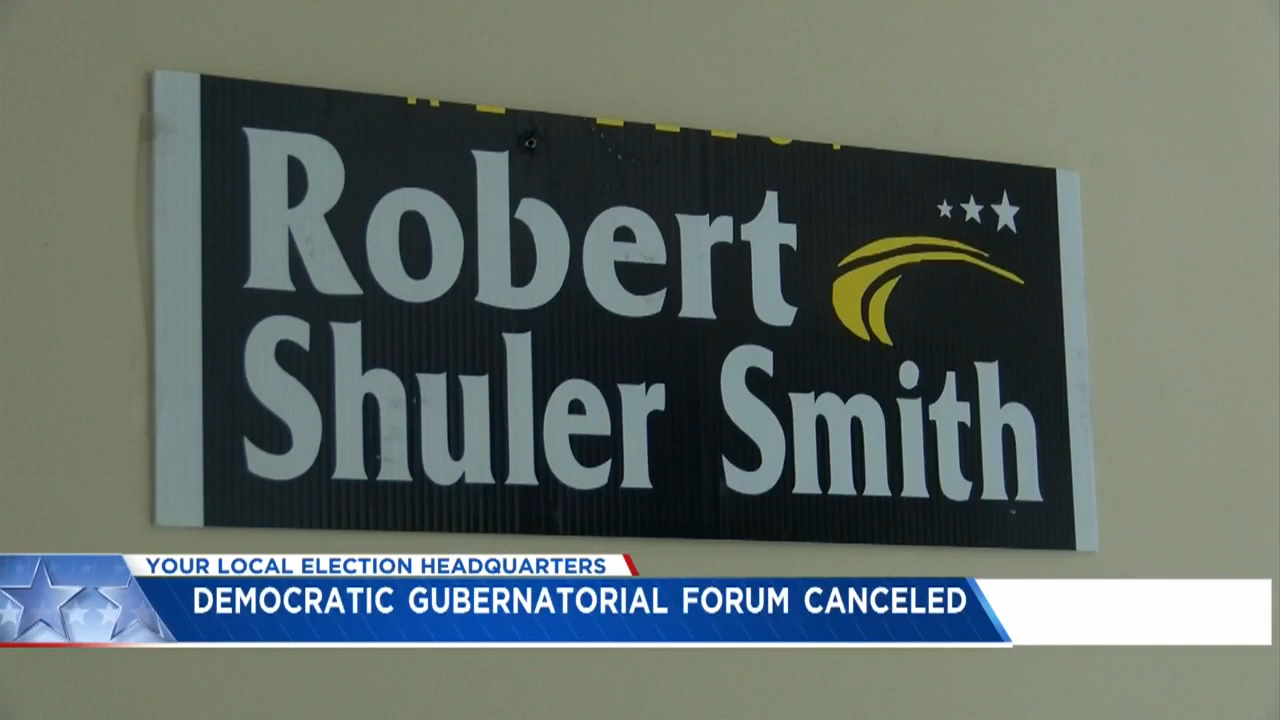 Robert
Shuler Smith
YOUR LOCAL ELECTION HEADQUARTERS
DEMOCRATIC GUBERNATORIAL FORUM CANCELED